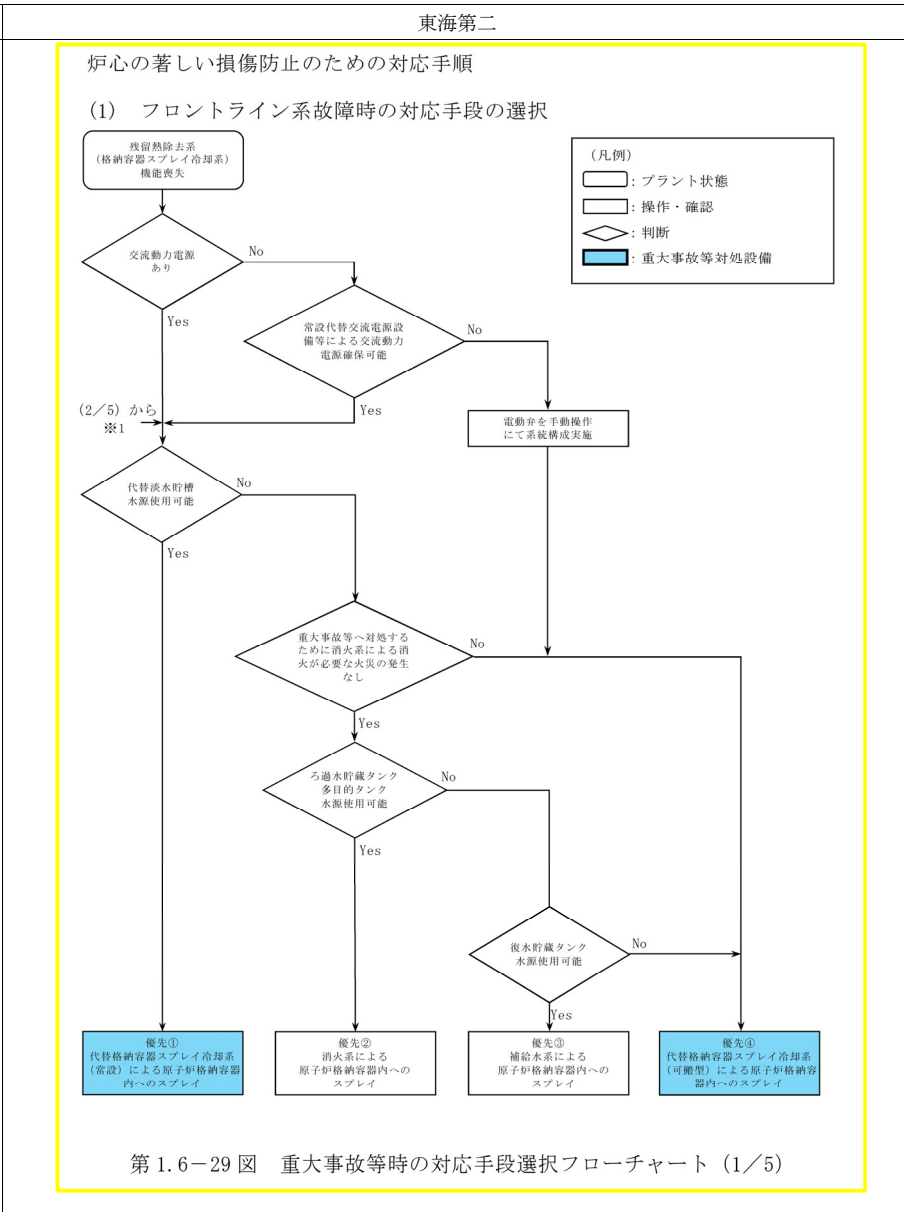 東海第二
炉心の著しい損傷防止のための対応手順
(1) フロントライン系故障時の対応手段の選択
残留熱除去系
(格納容器スプレイ冷却系)
機能喪失
(凡例)
:プラント状態
:操作・確認
:判断
:重大事故等対処設備
交流動力電源
あり
No
Yes
常設代替交流電源設
備等による交流動力
電源確保可能
No
Yes
(2/5)から
※1
電動弁を手動操作
にて系統構成実施
代替淡水貯槽
水源使用可能
No
Yes
重大事故等へ対処する
ために消火系による消
火が必要な火災の発生
なし
No
Yes
ろ過水貯蔵タンク
多目的タンク
水源使用可能
No
Yes
復水貯蔵タンク
水源使用可能
No
Yes
優先①
代替格納容器スプレイ冷却系
(常設)による原子炉格納容器
内へのスプレイ
優先②
消火系による
原子炉格納容器内への
スプレイ
優先③
補給水系による
原子炉格納容器内への
スプレイ
優先④
代替格納容器スプレイ冷却系
(可搬型)による原子炉格納容
器内へのスプレイ
第1.6-29図 重大事故等時の対応手段選択フローチャート(1/5)